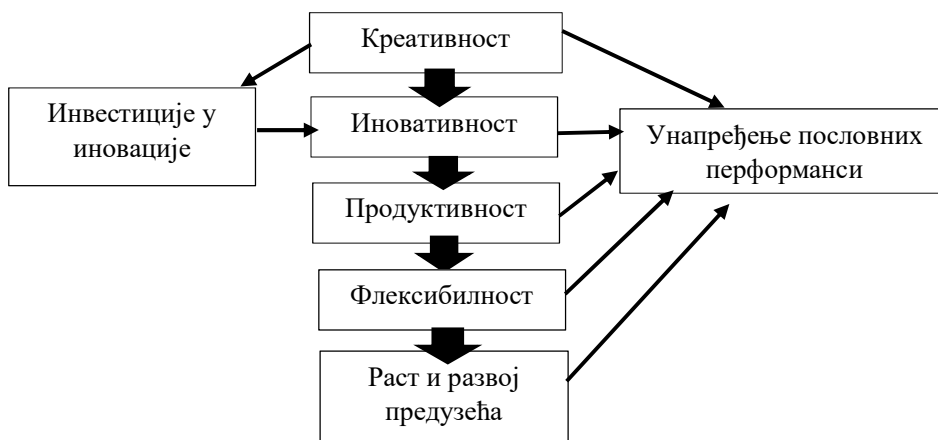 Креативност
Инвестиције у
иновације
Иновативност
Унапређење пословних
перформанси
Продуктивност
Флексибилност
Раст и развој
предузећа